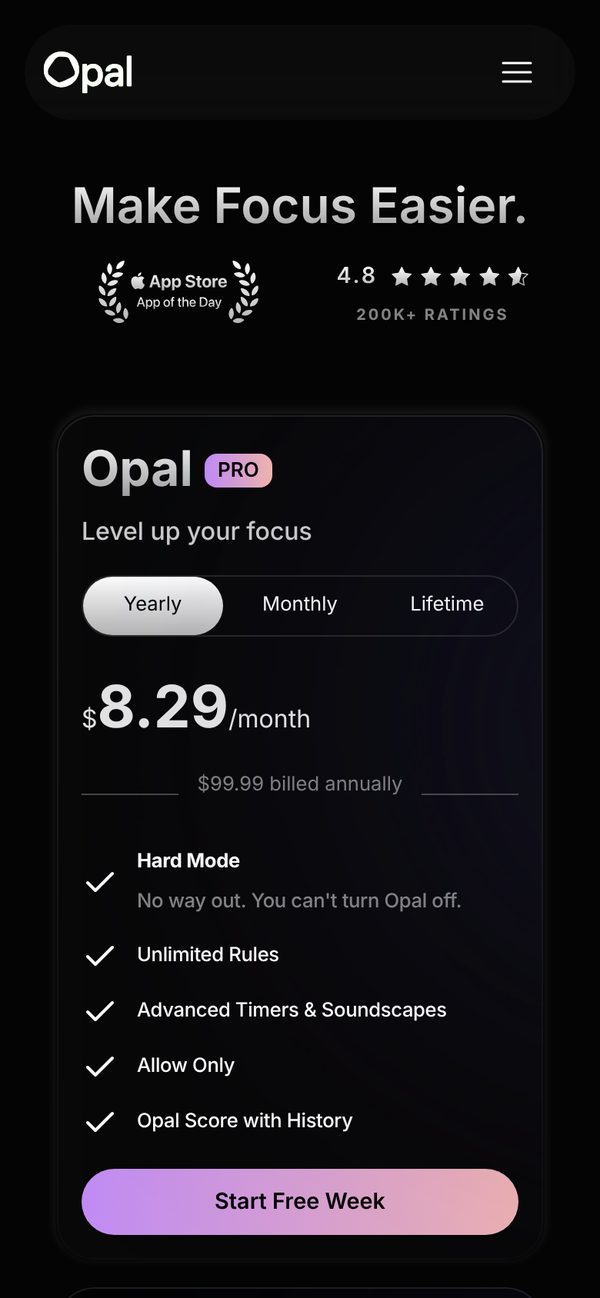 Opal
Make Focus Easier.
App Store
App of the Day
4.8
200K+ RATINGS
Opal PRO
Level up your focus
Yearly Monthly Lifetime
$8.29/month
$99.99 billed annually
Hard Mode
No way out. You can't turn Opal off.
Unlimited Rules
Advanced Timers & Soundscapes
Allow Only
Opal Score with History
Start Free Week